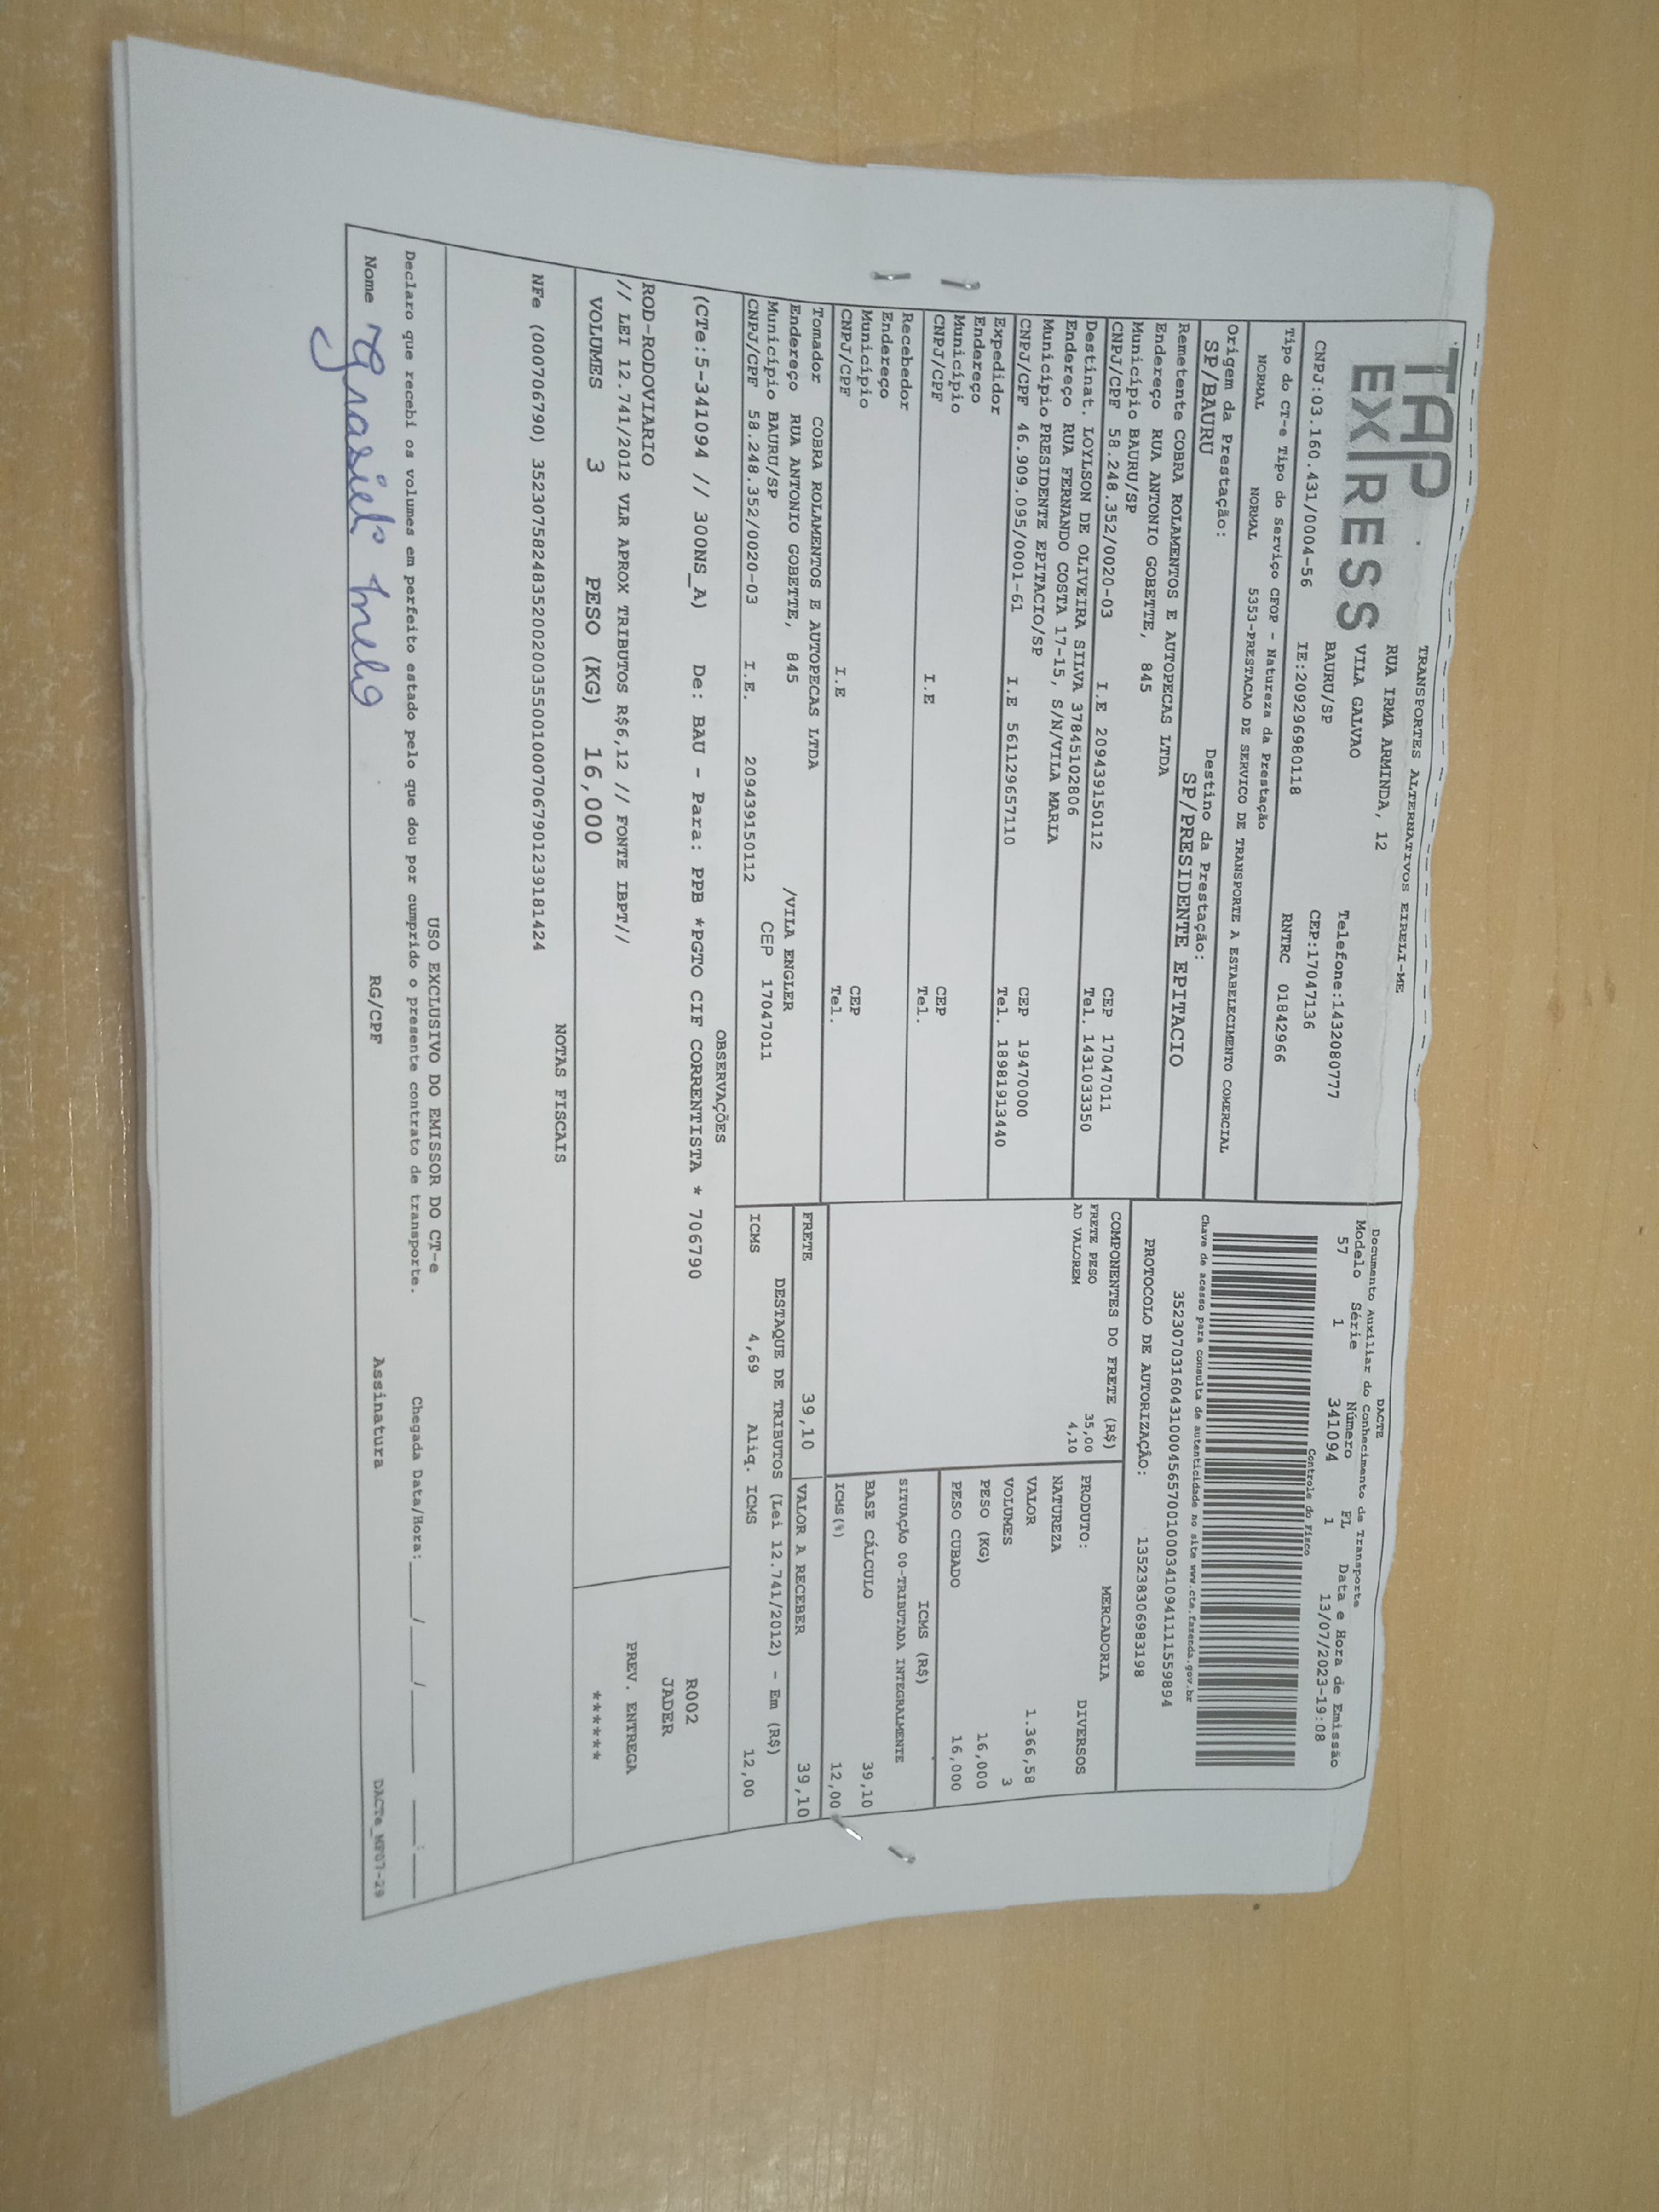 TAP
EXPRESS
TRANSPORTES ALTERNATIVOS EIRELI-ME
RUA IRMA ARMINDA, 12
VILA GALVAO
BAURU/SP
Telefone:1432080777
CEP:17047136
CNPJ:03.160.431/0004-56 IE:209296980118 RNTRC 01842966
Tipo do CT-e Tipo do Serviço CFOP - Natureza da Prestação
NORMAL NORMAL 5353-PRESTACAO DE SERVICO DE TRANSPORTE A ESTABELECIMENTO COMERCIAL
Origem da Prestação: Destino da Prestação:
SP/BAURU SP/PRESIDENTE EPITACIO
Remetente COBRA ROLAMENTOS E AUTOPECAS LTDA
Endereço RUA ANTONIO GOBETTE, 845
Município BAURU/SP CEP 17047011
CNPJ/CPF 58.248.352/0020-03 I.E 209439150112 Tel. 1431033350
Destinat. LOYLSON DE OLIVEIRA SILVA 37845102806
Endereço RUA FERNANDO COSTA 17-15, S/N/VILA MARIA
Município PRESIDENTE EPITACIO/SP CEP 19470000
CNPJ/CPF 46.909.095/0001-61 I.E 561129657110 Tel. 18981913440
Expedidor
Endereço
Município CEP
CNPJ/CPF I.E Tel.
Recebedor
Endereço
Município CEP
CNPJ/CPF I.E Tel.
Tomador COBRA ROLAMENTOS E AUTOPECAS LTDA
Endereço RUA ANTONIO GOBETTE, 845 /VILA ENGLER
Município BAURU/SP CEP 17047011
CNPJ/CPF 58.248.352/0020-03 I.E. 209439150112
DACTE
Documento Auxiliar do Conhecimento de Transporte
Modelo Série Número FL Data e Hora de Emissão
57 1 341094 1 13/07/2023-19:08
Controle do Fisco
Chave de acesso para consulta de autenticidade no site www.cte.fazenda.gov.br
35230703160431000456570010003410941111559894
PROTOCOLO DE AUTORIZAÇÃO: 135238306983198
COMPONENTES DO FRETE (R$)
FRETE PESO 35,00
AD VALOREM 4,10
MERCADORIA
PRODUTO: DIVERSOS
NATUREZA
VALOR 1.366,58
VOLUMES 3
PESO (KG) 16,000
PESO CUBADO 16,000
ICMS (R$)
SITUAÇÃO 00-TRIBUTADA INTEGRALMENTE
BASE CÁLCULO 39,10
ICMS(%) 12,00
FRETE 39,10 VALOR A RECEBER 39,10
DESTAQUE DE TRIBUTOS (Lei 12.741/2012) - Em (R$)
ICMS 4,69 Aliq. ICMS 12,00
OBSERVAÇÕES
(CTe:5-341094 // 300NS_A) De: BAU - Para: PPB *PGTO CIF CORRENTISTA * 706790
ROD-RODOVIARIO
// LEI 12.741/2012 VLR APROX TRIBUTOS R$6,12 // FONTE IBPT//
VOLUMES 3 PESO (KG) 16,000
R002
JADER
PREV. ENTREGA
******
NOTAS FISCAIS
NFe (000706790) 35230758248352002003550010007067901239181424
USO EXCLUSIVO DO EMISSOR DO CT-e
Declaro que recebi os volumes em perfeito estado pelo que dou por cumprido o presente contrato de transporte. Chegada Data/Hora:____/____/______ ___:___
Nome RG/CPF Assinatura
DACTe_NF07-29